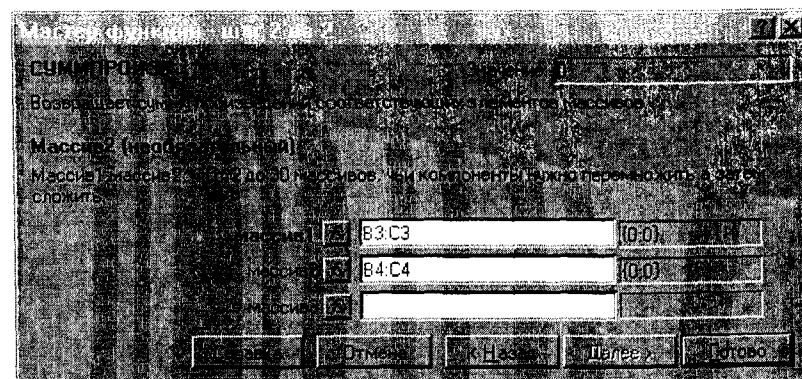 Мастер функций - шаг 2 из 2
СУММПРОИЗВ
Возвращает сумму произведений соответствующих элементов массивов.
Массив2 (необязательный)
Массив1;массив2;... 2 до 30 массивов, чьи компоненты нужно перемножить, а затем
сложить.
массив1 B3:C3 {0;0}
массив2 B4:C4 {0;0}
массив
Отмена < Назад Далее > Готово